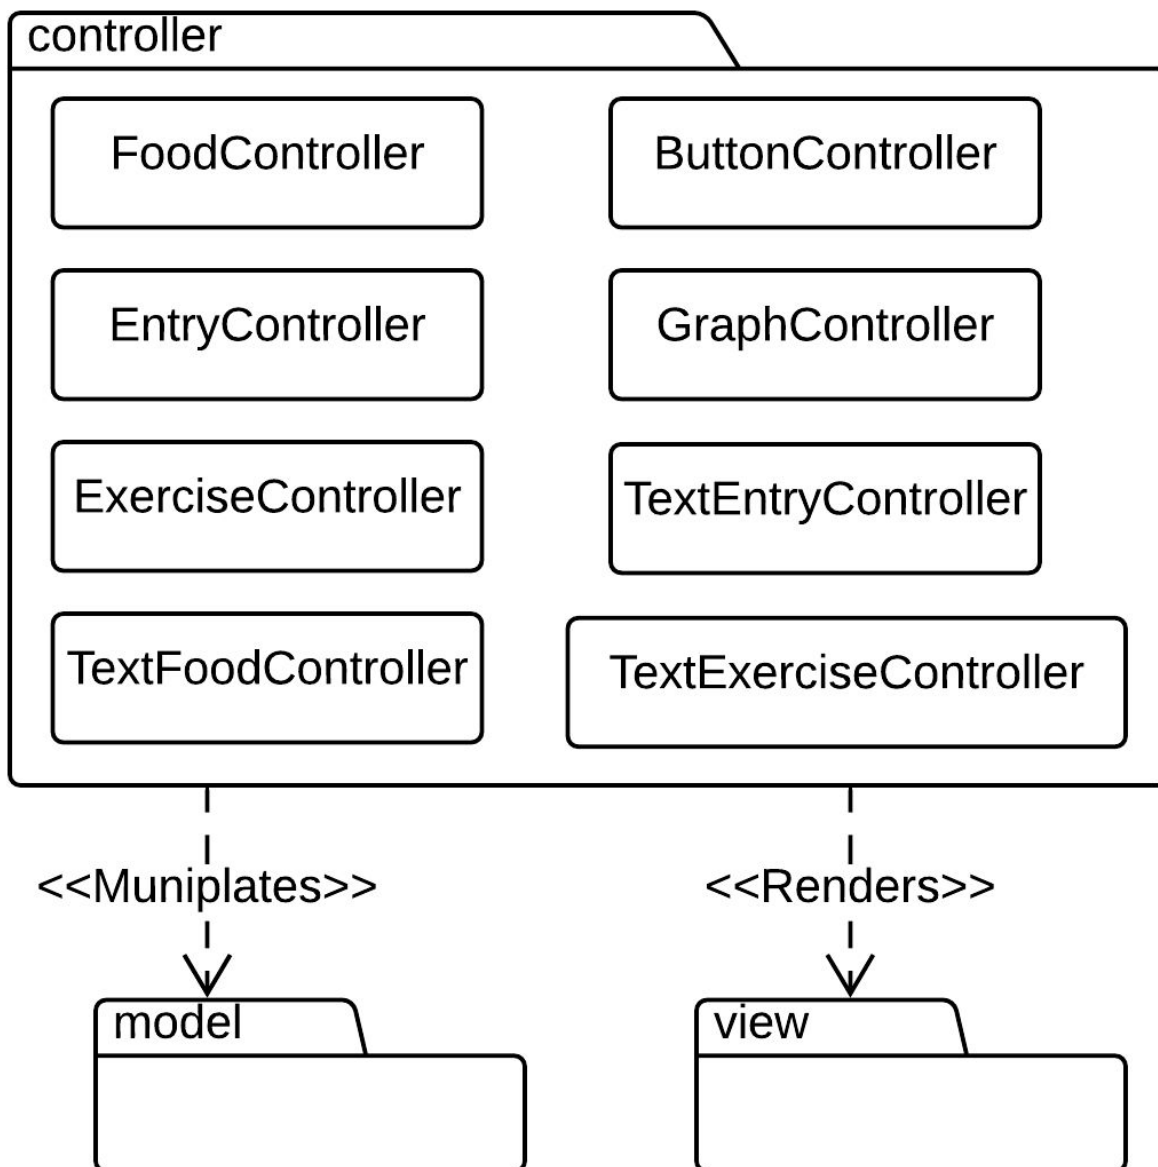 controller
FoodController
ButtonController
EntryController
GraphController
ExerciseController
TextEntryController
TextFoodController
TextExerciseController
<<Muniplates>>
<<Renders>>
model
view